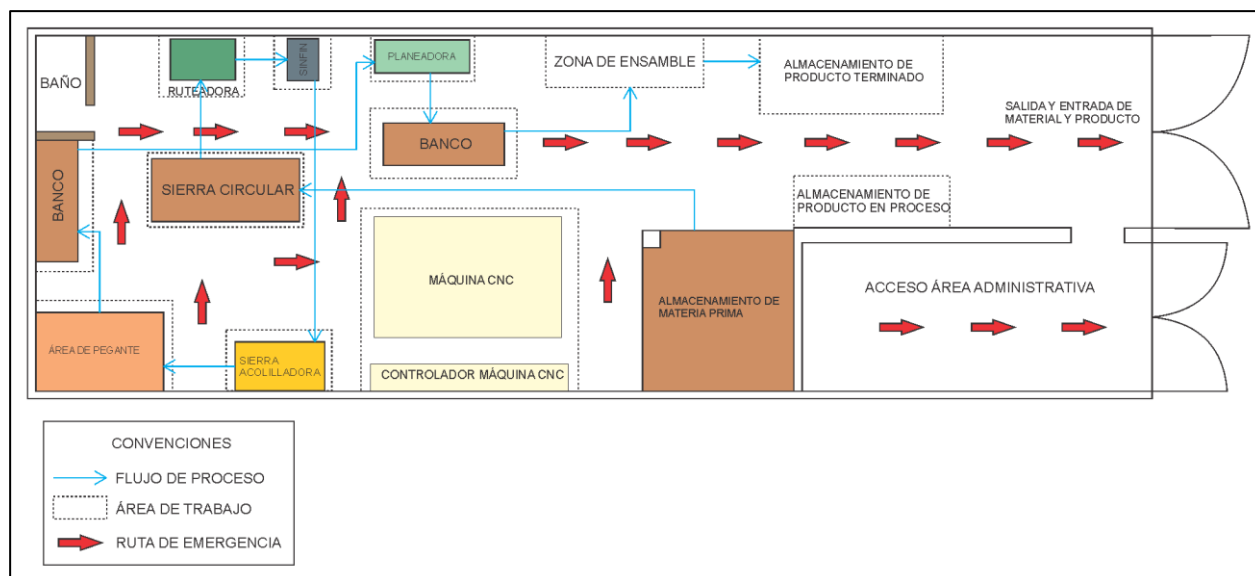 BAÑO
RUTEADORA
SINFIN
PLANEADORA
ZONA DE ENSAMBLE
ALMACENAMIENTO DE
PRODUCTO TERMINADO
SALIDA Y ENTRADA DE
MATERIAL Y PRODUCTO
BANCO
BANCO
SIERRA CIRCULAR
ALMACENAMIENTO DE
PRODUCTO EN PROCESO
MÁQUINA CNC
ALMACENAMIENTO DE
MATERIA PRIMA
ACCESO ÁREA ADMINISTRATIVA
ÁREA DE PEGANTE
SIERRA
ACOLILLADORA
CONTROLADOR MÁQUINA CNC
CONVENCIONES
FLUJO DE PROCESO
ÁREA DE TRABAJO
RUTA DE EMERGENCIA